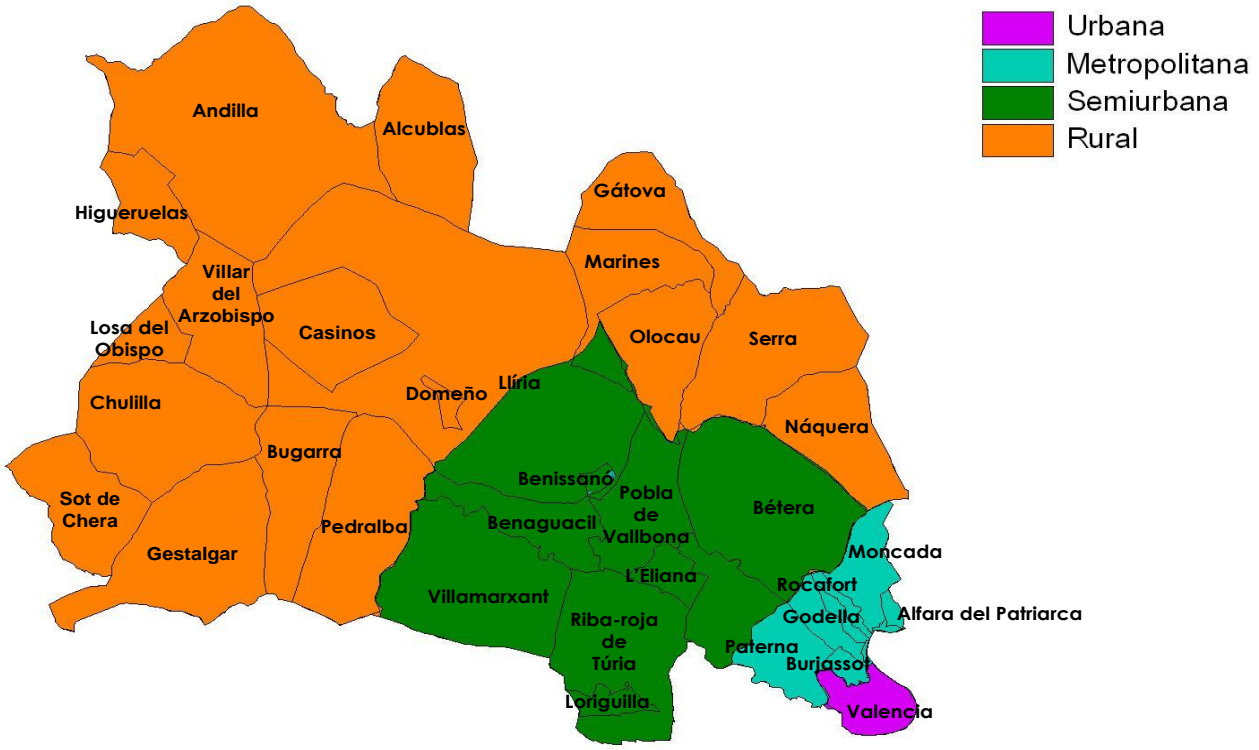 Urbana
Metropolitana
Semiurbana
Rural
Andilla
Alcublas
Gátova
Higueruelas
Marines
Villar
del
Arzobispo
Losa del
Obispo
Casinos
Olocau
Serra
Domeño
Llíria
Chulilla
Náquera
Bugarra
Benissanó
Sot de
Chera
Pobla
de
Vallbona
Bétera
Benaguacil
Pedralba
Gestalgar
Moncada
L'Eliana
Rocafort
Villamarxant
Godella
Alfara del Patriarca
Riba-roja
de
Túria
Paterna
Burjassot
Loriguilla
Valencia